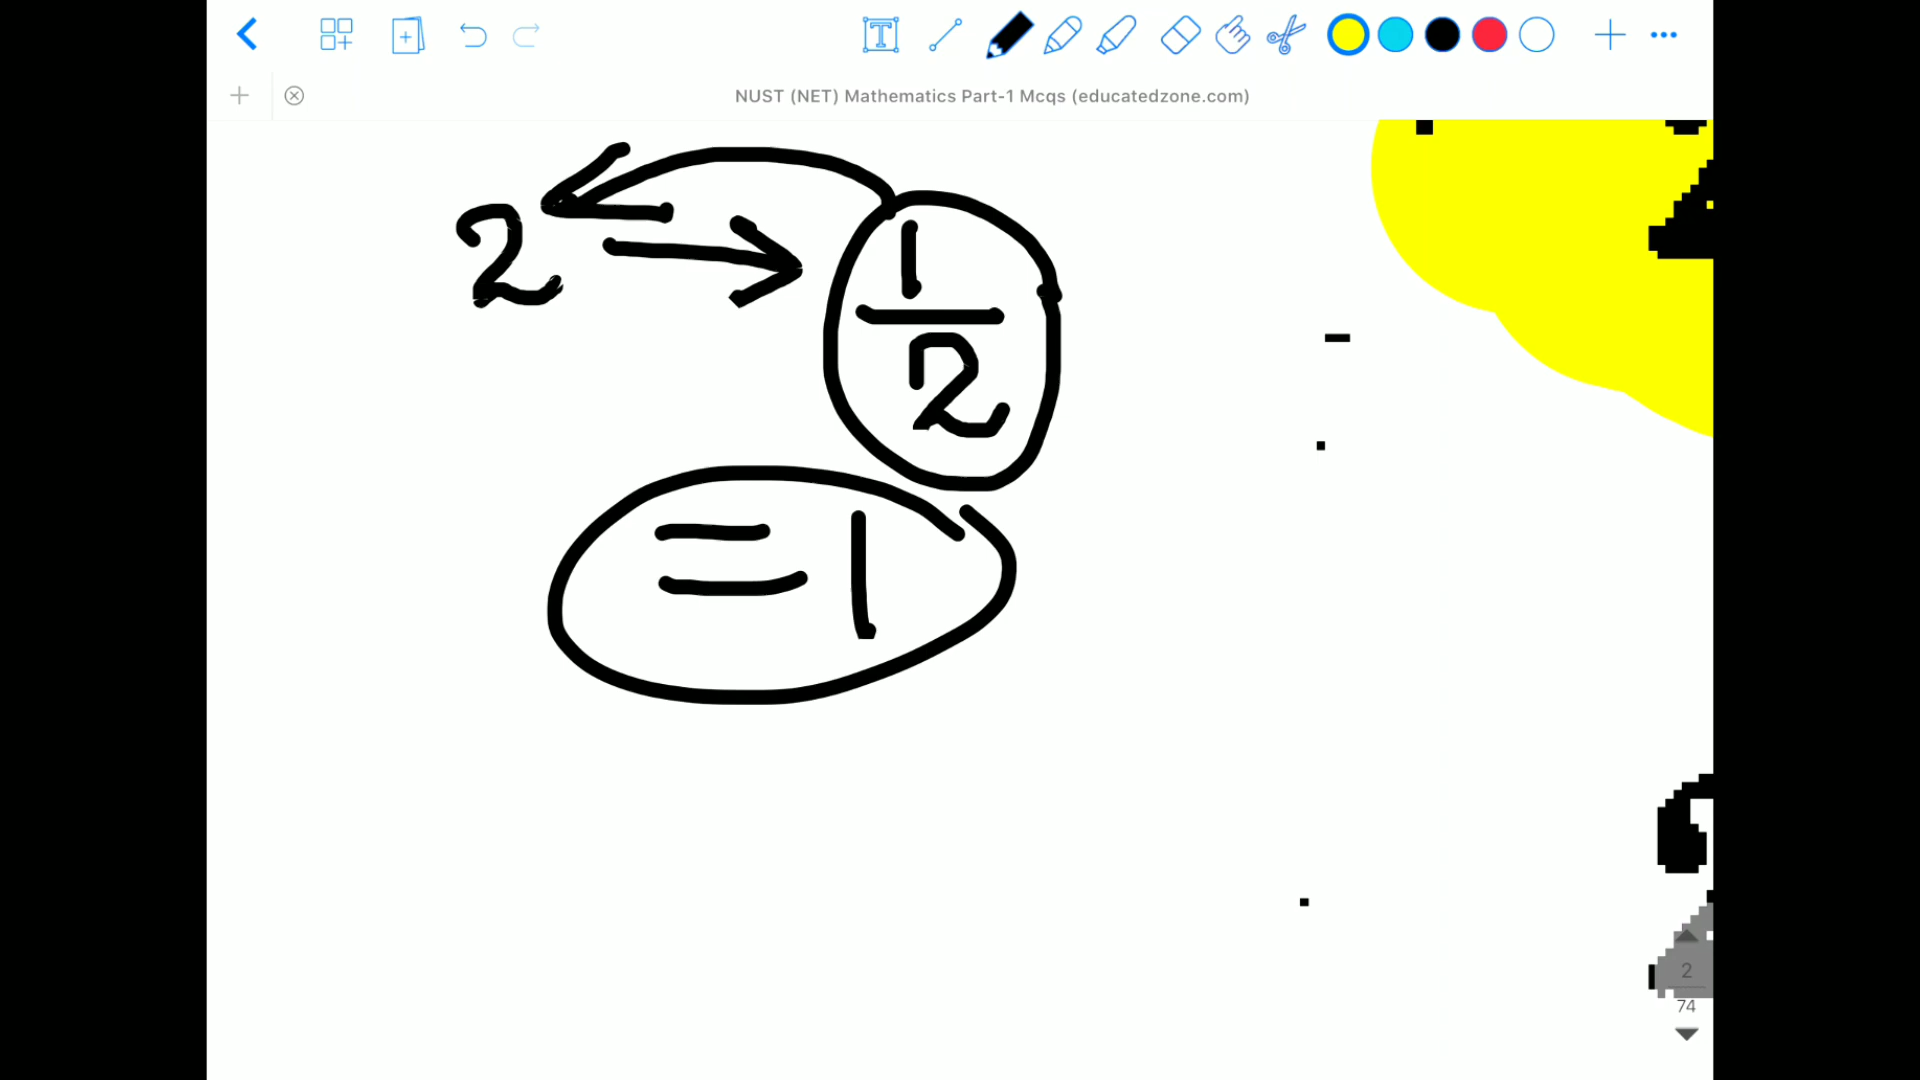 T
NUST (NET) Mathematics Part-1 Mcqs (educatedzone.com)
2 1/2
= 1
2
74